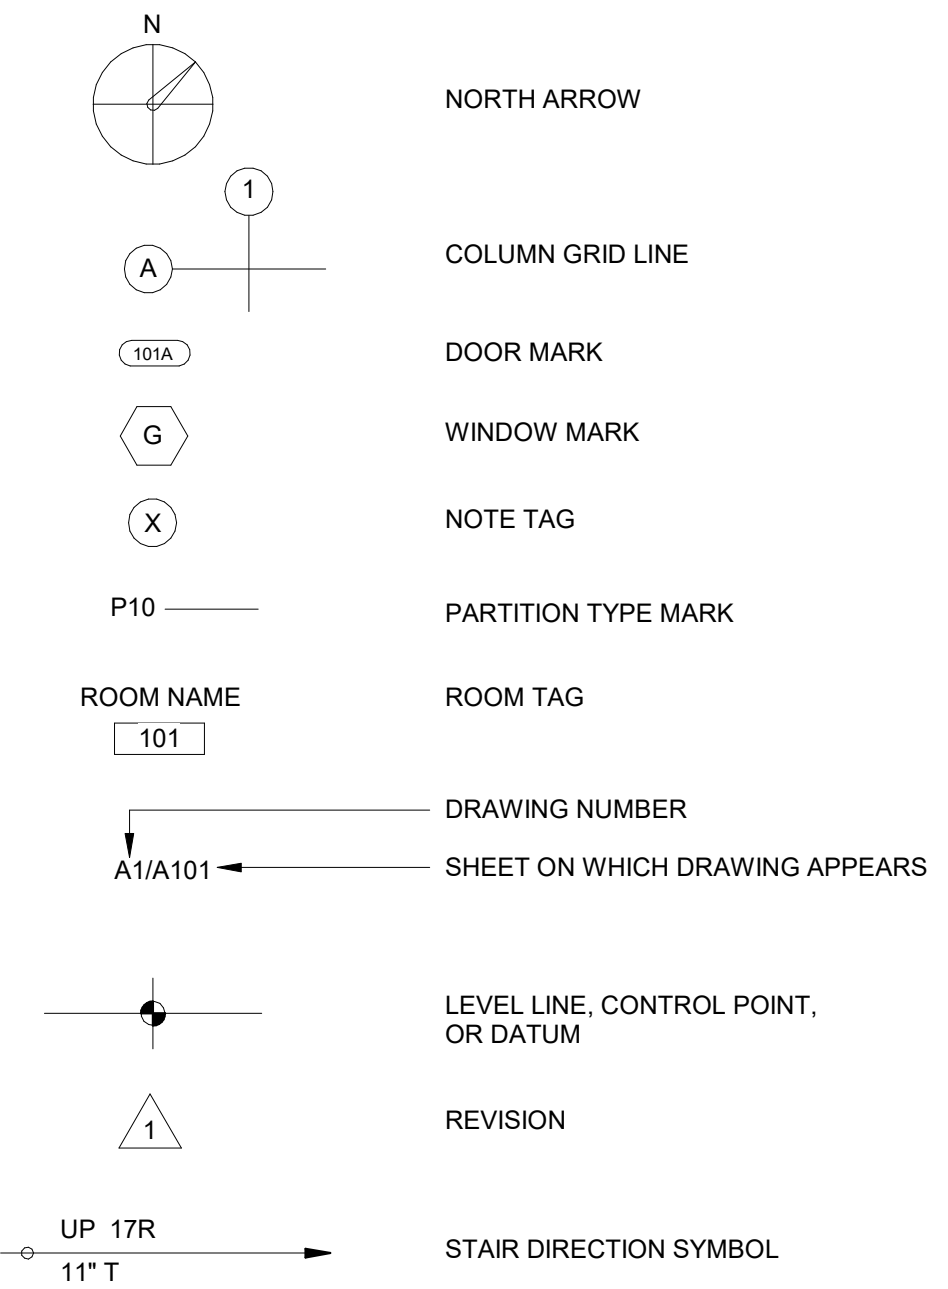 N
NORTH ARROW
1
A
COLUMN GRID LINE
101A
DOOR MARK
G
WINDOW MARK
X
NOTE TAG
P10
PARTITION TYPE MARK
ROOM NAME
ROOM TAG
101
DRAWING NUMBER
A1/A101
SHEET ON WHICH DRAWING APPEARS
LEVEL LINE, CONTROL POINT,
OR DATUM
1
REVISION
UP 17R
11" T
STAIR DIRECTION SYMBOL